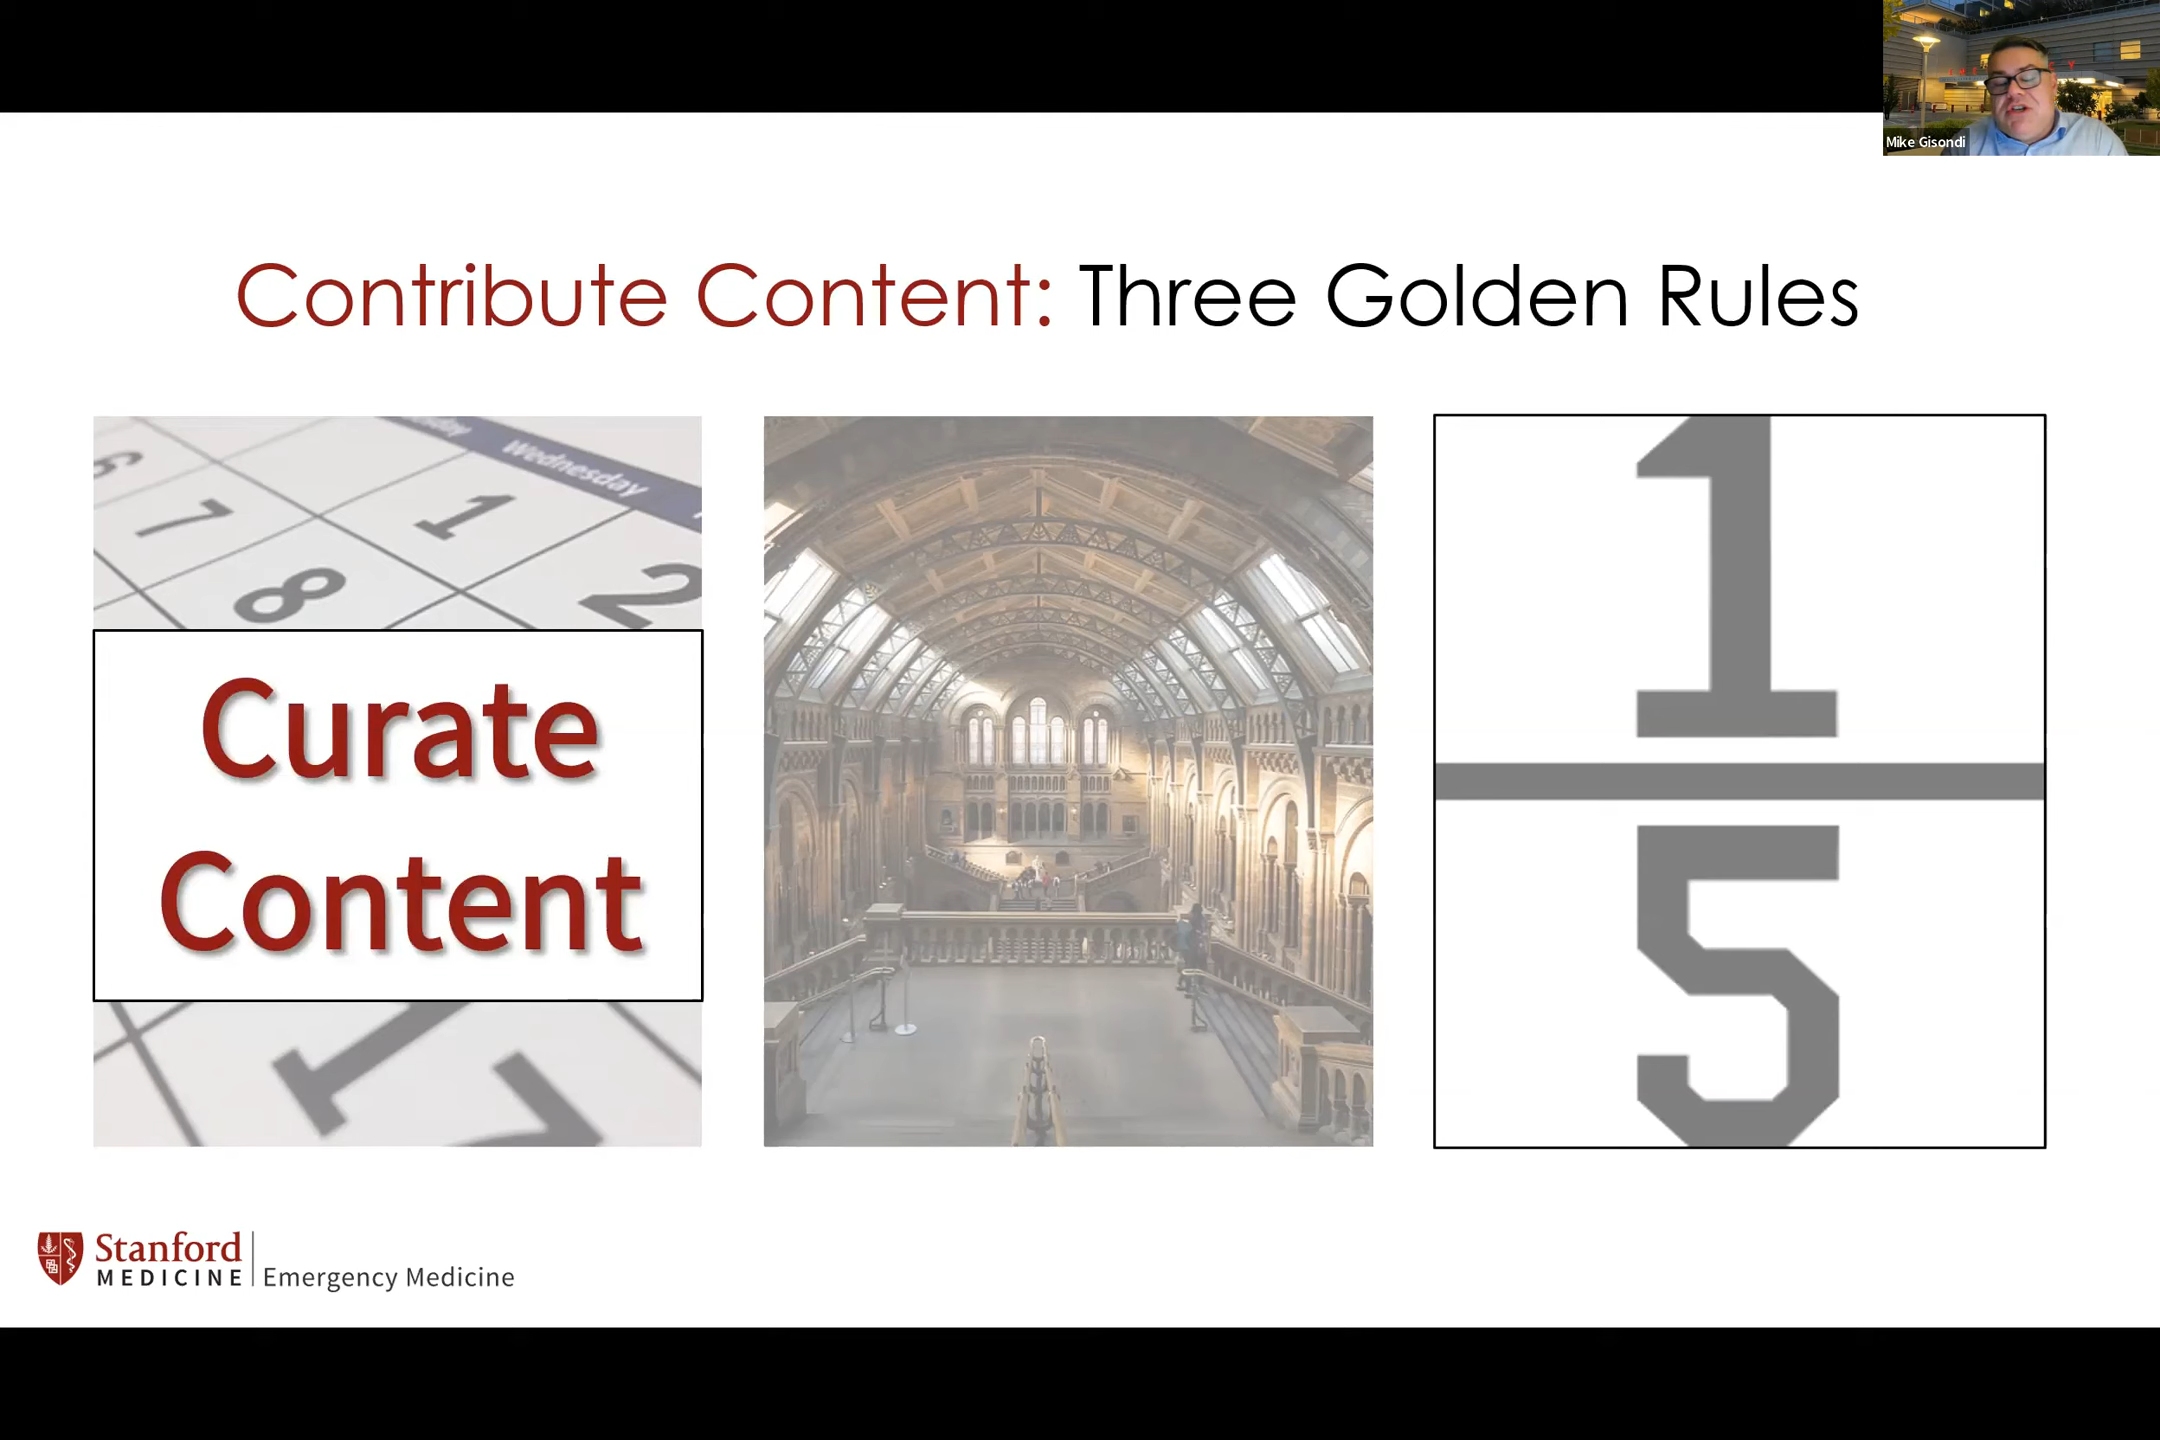 Mike Gisondi
Contribute Content: Three Golden Rules
Wednesday
6
7
1
8
2
Curate
Content
1
5
Stanford
MEDICINE
Emergency Medicine